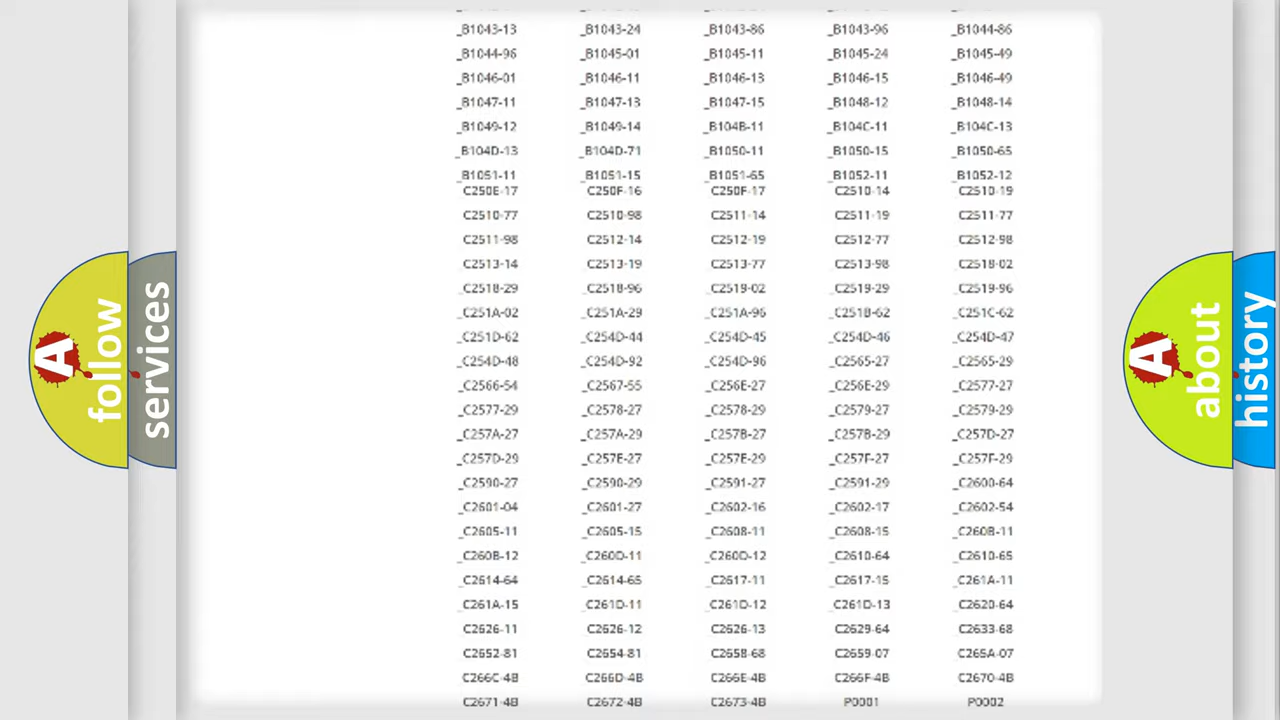 _B1043-13 _B1043-24 _B1043-86 _B1043-96 _B1044-86
_B1044-96 _B1045-01 _B1045-11 _B1045-24 _B1045-49
_B1046-01 _B1046-11 _B1046-13 _B1046-15 _B1046-49
_B1047-11 _B1047-13 _B1047-15 _B1048-12 _B1048-14
_B1049-12 _B1049-14 _B104B-11 _B104C-11 _B104C-13
_B104D-13 _B104D-71 _B1050-11 _B1050-15 _B1050-65
_B1051-11 _B1051-15 _B1051-65 _B1052-11 _B1052-12
C250E-17 C250F-16 C250F-17 C2510-14 C2510-19
C2510-77 C2510-98 C2511-14 C2511-19 C2511-77
C2511-98 C2512-14 C2512-19 C2512-77 C2512-98
C2513-14 C2513-19 C2513-77 C2513-98 C2518-02
_C2518-29 _C2518-96 _C2519-02 _C2519-29 _C2519-96
_C251A-02 _C251A-29 _C251A-96 _C251B-62 _C251C-62
_C251D-62 _C254D-44 _C254D-45 _C254D-46 _C254D-47
_C254D-48 _C254D-92 _C254D-96 _C2565-27 _C2565-29
_C2566-54 _C2567-55 _C256E-27 _C256E-29 _C2577-27
_C2577-29 _C2578-27 _C2578-29 _C2579-27 _C2579-29
_C257A-27 _C257A-29 _C257B-27 _C257B-29 _C257D-27
_C257D-29 _C257E-27 _C257E-29 _C257F-27 _C257F-29
_C2590-27 _C2590-29 _C2591-27 _C2591-29 _C2600-64
_C2601-04 _C2601-27 _C2602-16 _C2602-17 _C2602-54
_C2605-11 _C2605-15 _C2608-11 _C2608-15 _C260B-11
_C260B-12 _C260D-11 _C260D-12 _C2610-64 _C2610-65
_C2614-64 _C2614-65 _C2617-11 _C2617-15 _C261A-11
_C261A-15 _C261D-11 _C261D-12 _C261D-13 _C2620-64
C2626-11 C2626-12 C2626-13 C2629-64 C2633-68
C2652-81 C2654-81 C2658-68 C2659-07 C265A-07
C266C-4B C266D-4B C266E-4B C266F-4B C2670-4B
C2671-4B C2672-4B C2673-4B P0001 P0002
A follow
services
A about
history